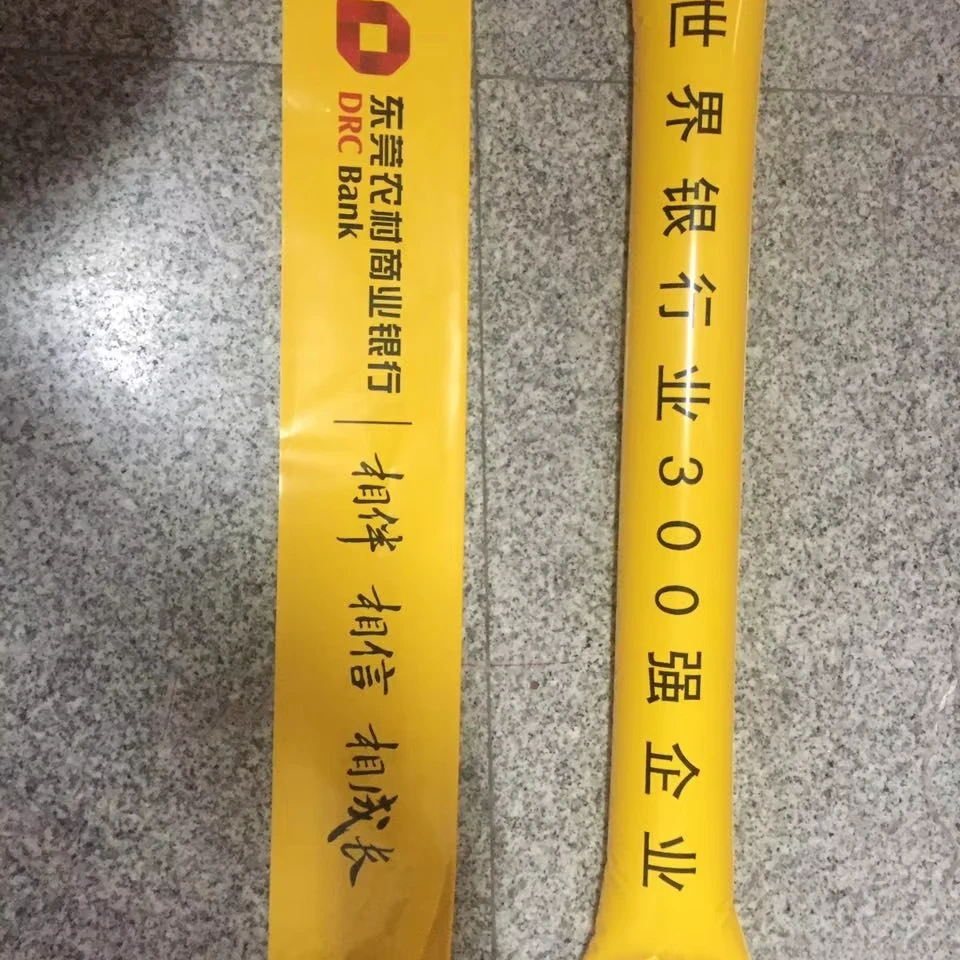 东莞农村商业银行
DRC Bank
相伴 相信 相成长
世界银行业300强企业